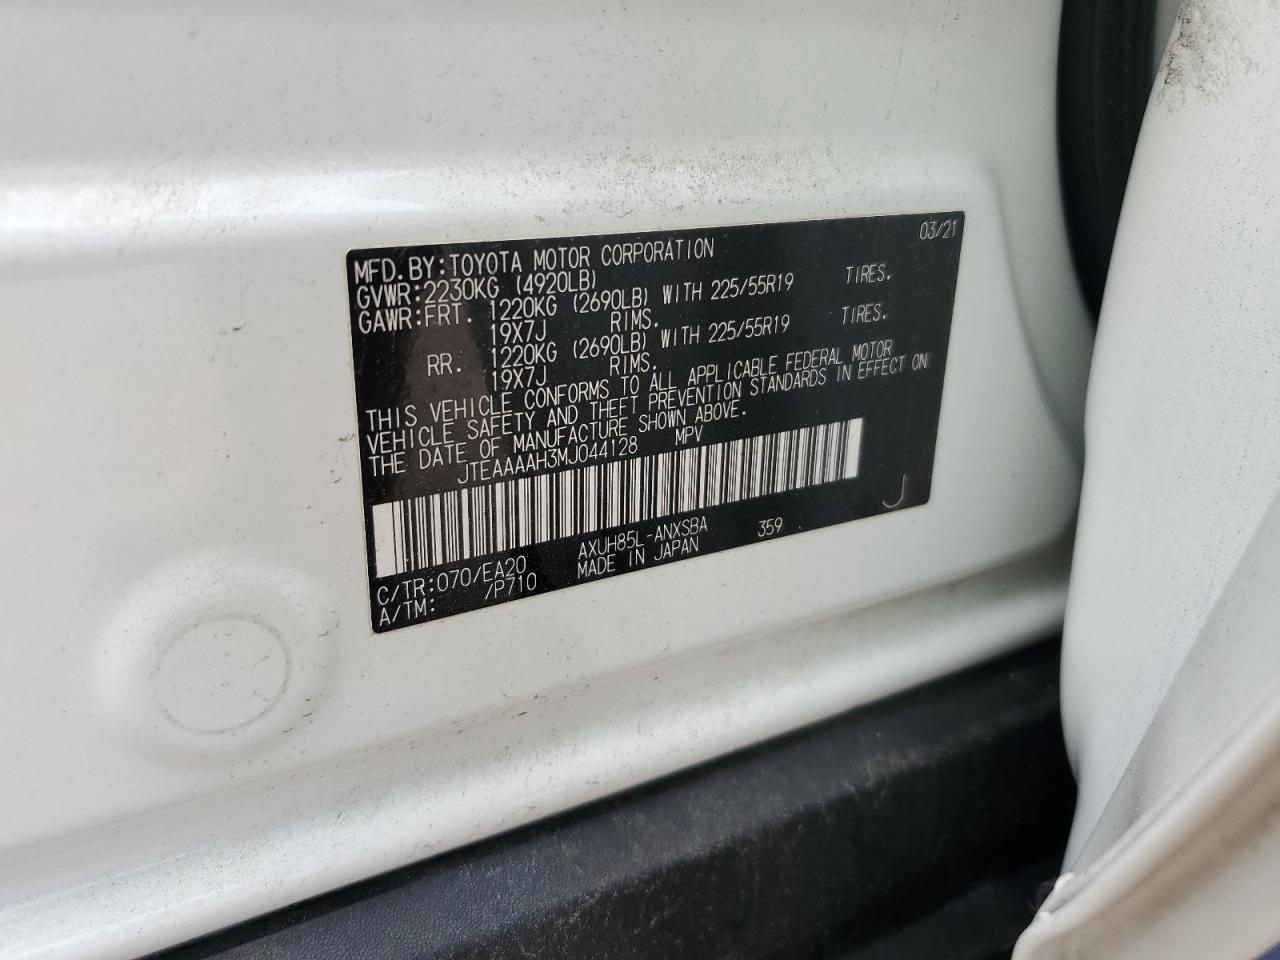 03/21
MFD.BY:TOYOTA MOTOR CORPORATION
GVWR:2230KG (4920LB)
GAWR:FRT. 1220KG (2690LB) WITH 225/55R19 TIRES.
19X7J RIMS.
RR. 1220KG (2690LB) WITH 225/55R19 TIRES.
19X7J RIMS.
THIS VEHICLE CONFORMS TO ALL APPLICABLE FEDERAL MOTOR
VEHICLE SAFETY AND THEFT PREVENTION STANDARDS IN EFFECT ON
THE DATE OF MANUFACTURE SHOWN ABOVE.
JTEAAAAH3MJ044128 MPV
J
C/TR:070/EA20 AXUH85L-ANXSBA 359
A/TM: /P710 MADE IN JAPAN